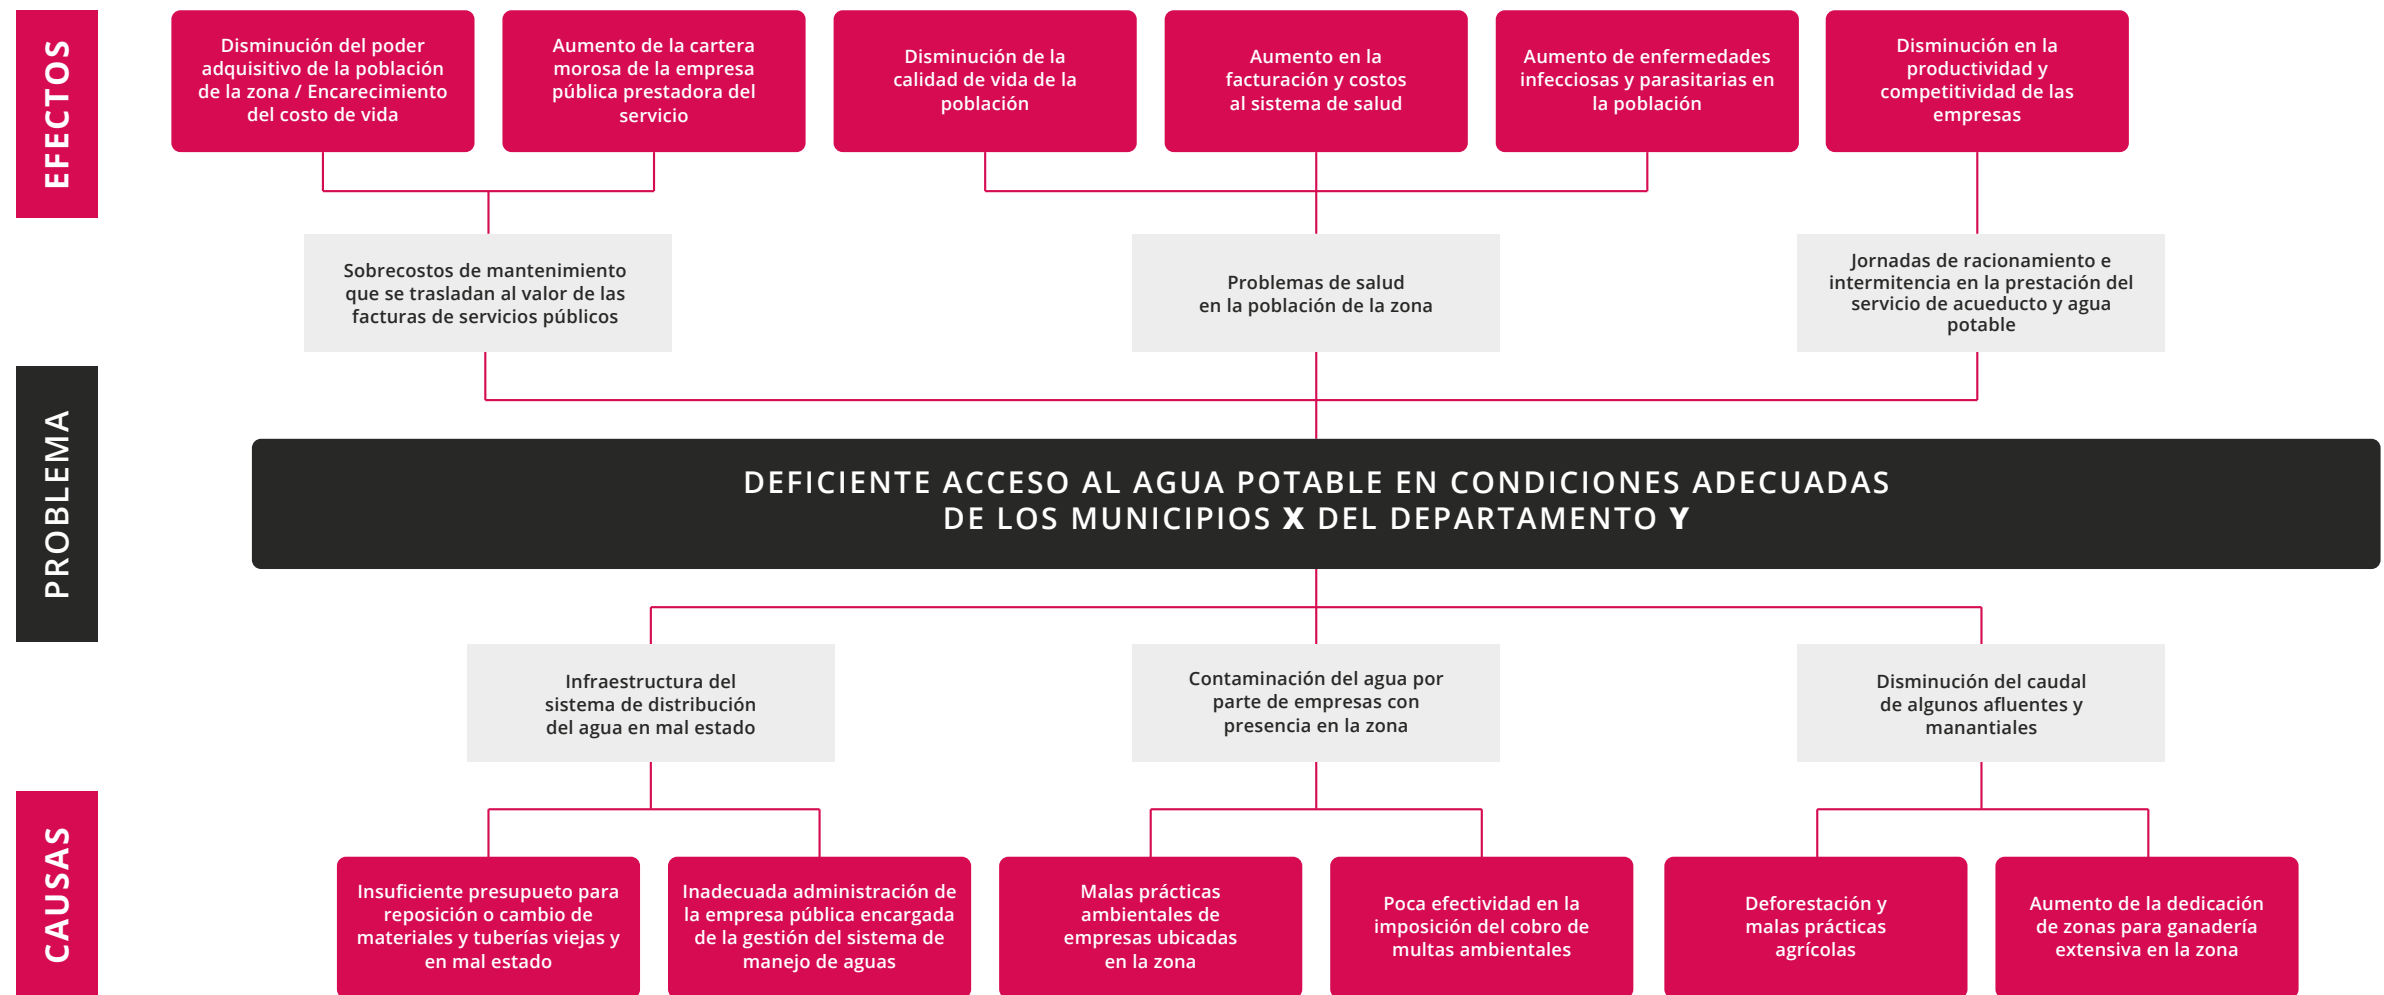 EFECTOS
Disminución del poder
adquisitivo de la población
de la zona / Encarecimiento
del costo de vida
Aumento de la cartera
morosa de la empresa
pública prestadora del
servicio
Disminución de la
calidad de vida de la
población
Aumento en la
facturación y costos
al sistema de salud
Aumento de enfermedades
infecciosas y parasitarias en
la población
Disminución en la
productividad y
competitividad de las
empresas
Sobrecostos de mantenimiento
que se trasladan al valor de las
facturas de servicios públicos
Problemas de salud
en la población de la zona
Jornadas de racionamiento e
intermitencia en la prestación del
servicio de acueducto y agua
potable
PROBLEMA
DEFICIENTE ACCESO AL AGUA POTABLE EN CONDICIONES ADECUADAS
DE LOS MUNICIPIOS X DEL DEPARTAMENTO Y
Infraestructura del
sistema de distribución
del agua en mal estado
Contaminación del agua por
parte de empresas con
presencia en la zona
Disminución del caudal
de algunos afluentes y
manantiales
CAUSAS
Insuficiente presupueto para
reposición o cambio de
materiales y tuberías viejas y
en mal estado
Inadecuada administración de
la empresa pública encargada
de la gestión del sistema de
manejo de aguas
Malas prácticas
ambientales de
empresas ubicadas
en la zona
Poca efectividad en la
imposición del cobro de
multas ambientales
Deforestación y
malas prácticas
agrícolas
Aumento de la dedicación
de zonas para ganadería
extensiva en la zona